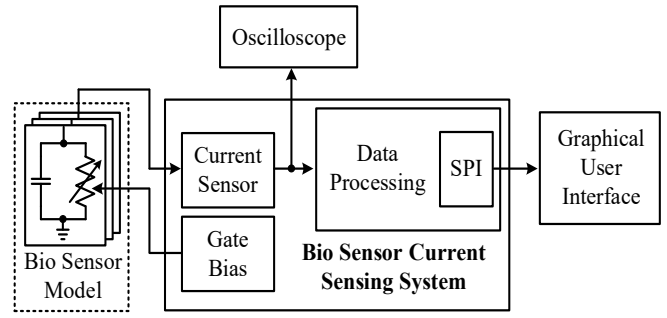 Oscilloscope
Current
Sensor
Data
Processing
SPI
Graphical
User
Interface
Gate
Bias
Bio Sensor Current
Sensing System
Bio Sensor
Model